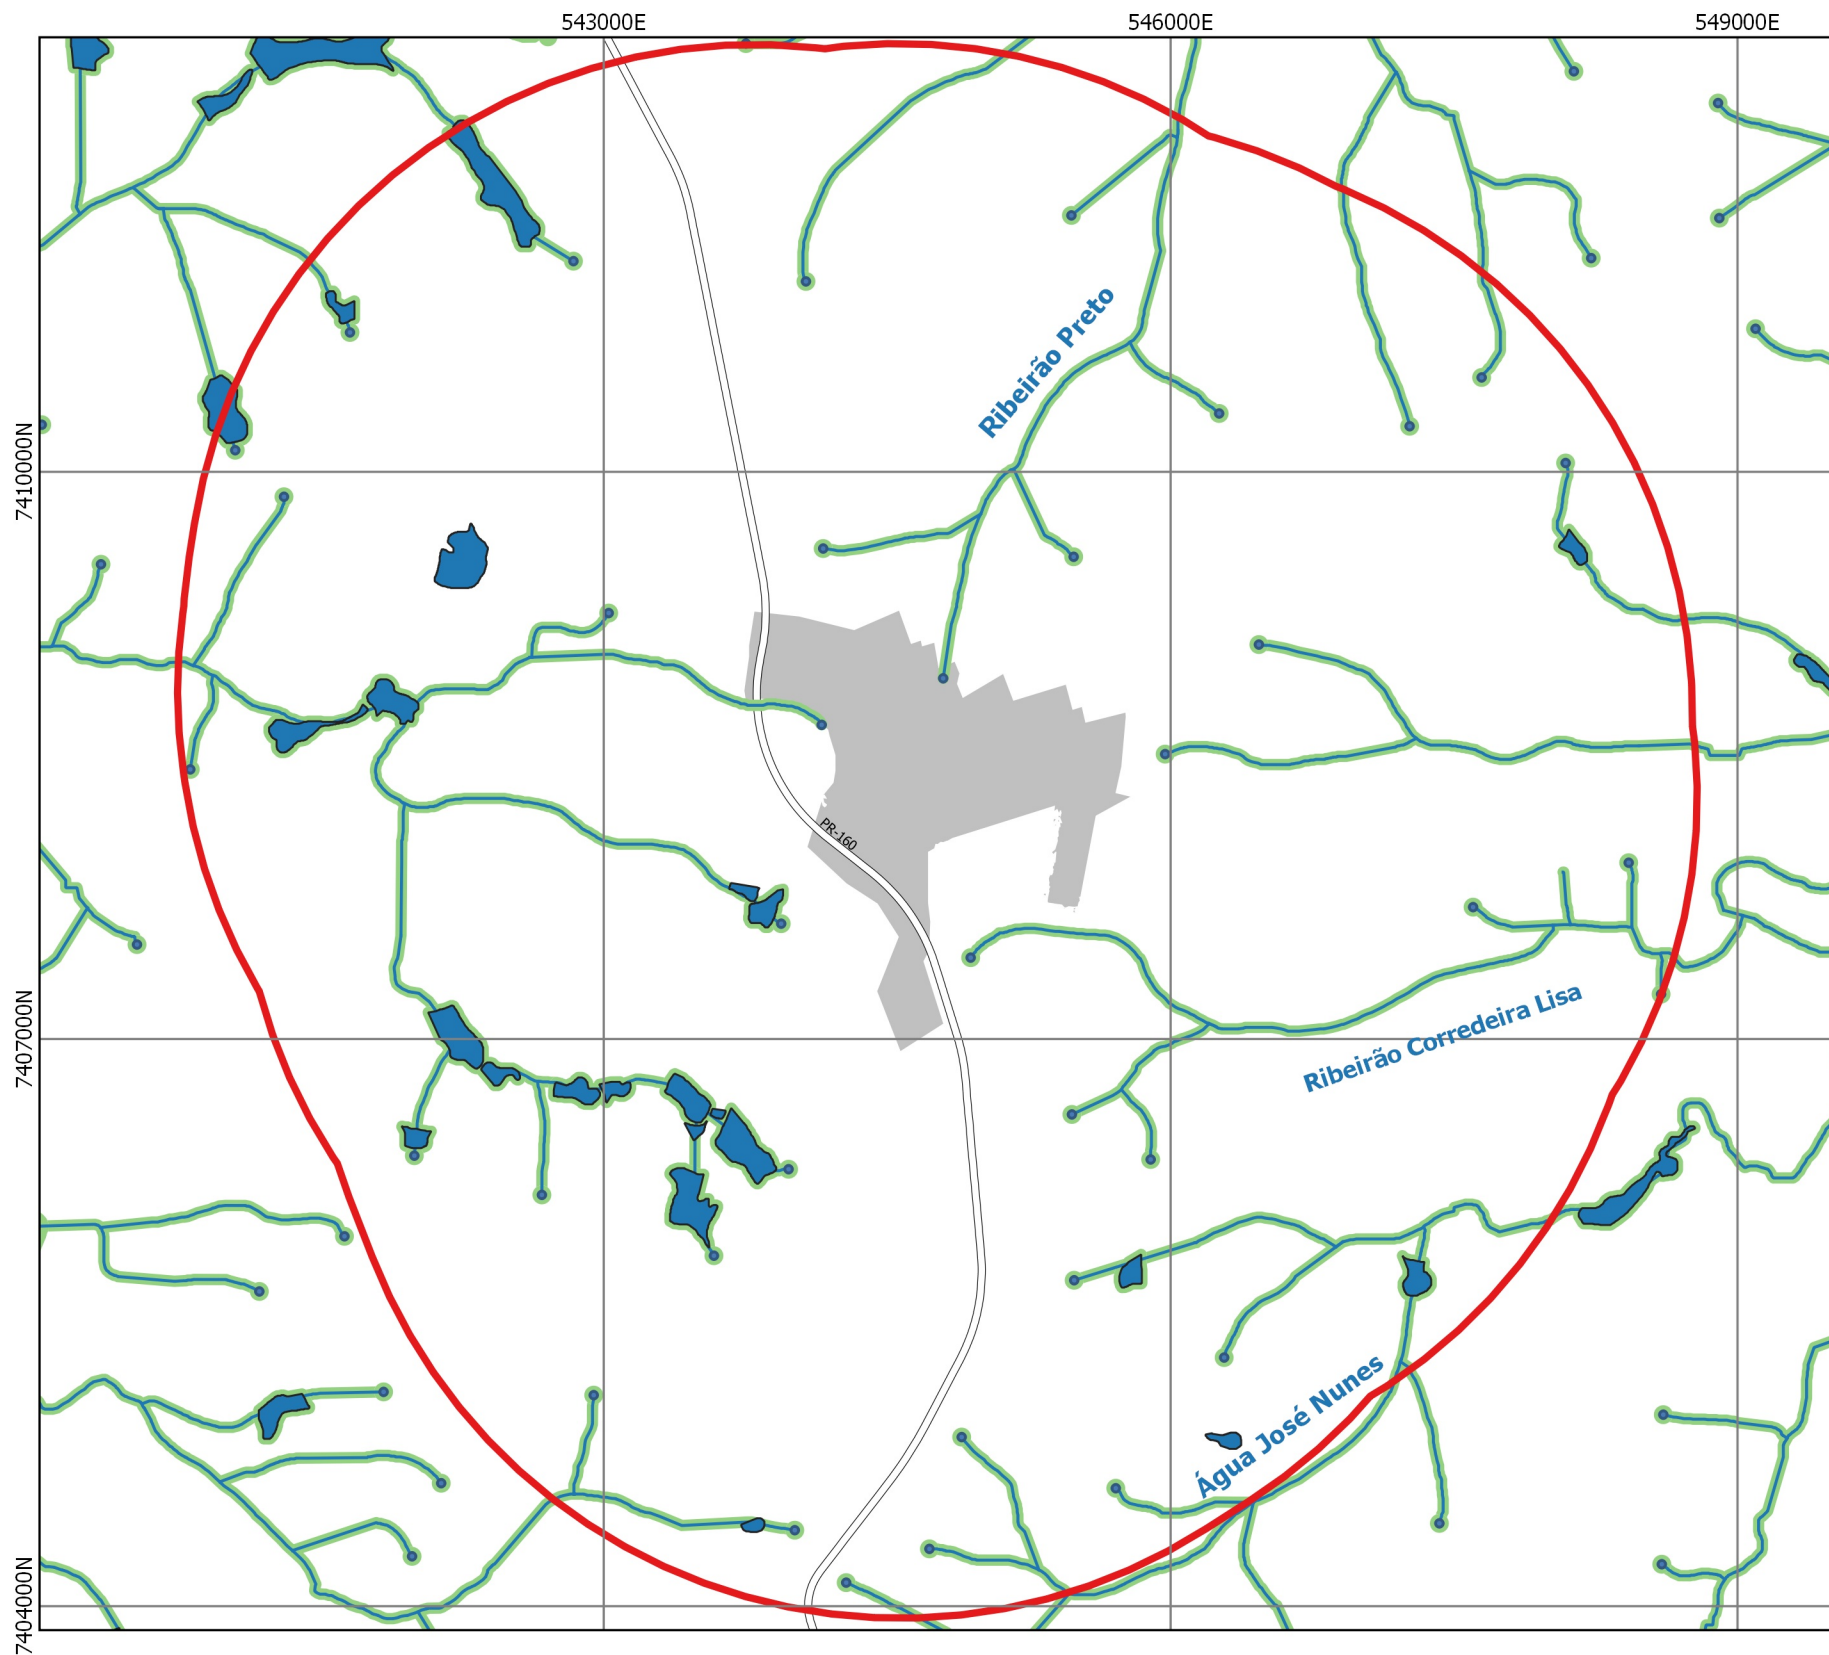 543000E
546000E
549000E
7410000N
Ribeirão Preto
PR-160
7407000N
Ribeirão Corredeira Lisa
Água José Nunes
7404000N